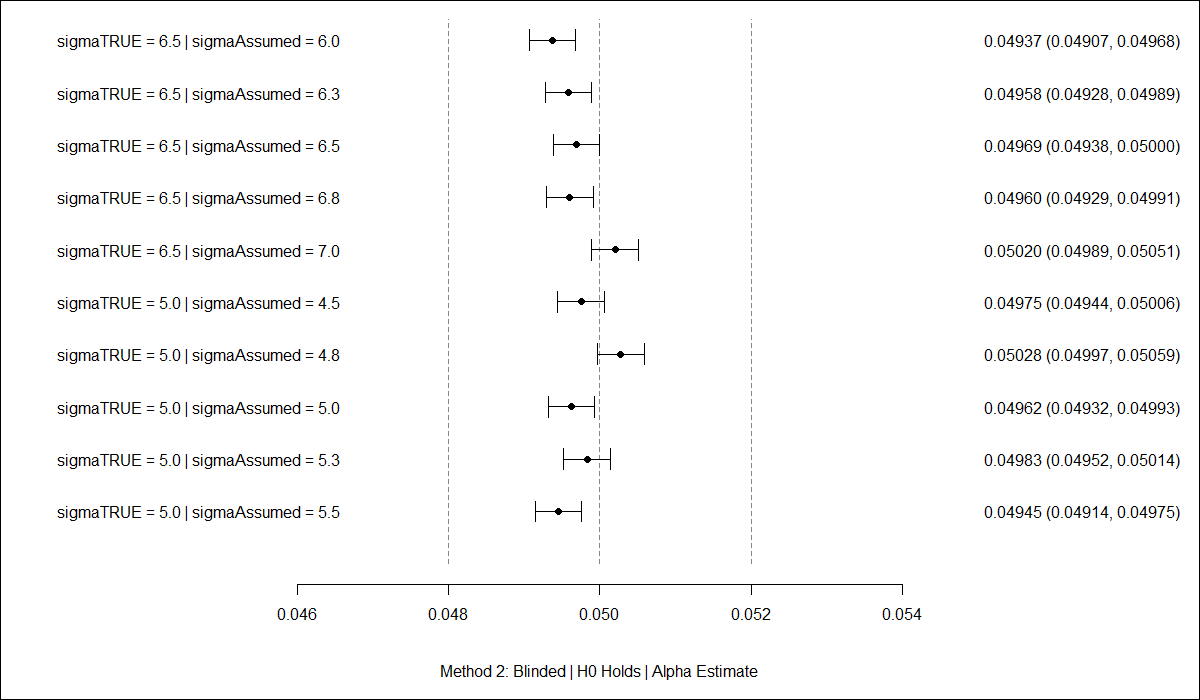 sigmaTRUE = 6.5 | sigmaAssumed = 6.0 0.04937 (0.04907, 0.04968)
sigmaTRUE = 6.5 | sigmaAssumed = 6.3 0.04958 (0.04928, 0.04989)
sigmaTRUE = 6.5 | sigmaAssumed = 6.5 0.04969 (0.04938, 0.05000)
sigmaTRUE = 6.5 | sigmaAssumed = 6.8 0.04960 (0.04929, 0.04991)
sigmaTRUE = 6.5 | sigmaAssumed = 7.0 0.05020 (0.04989, 0.05051)
sigmaTRUE = 5.0 | sigmaAssumed = 4.5 0.04975 (0.04944, 0.05006)
sigmaTRUE = 5.0 | sigmaAssumed = 4.8 0.05028 (0.04997, 0.05059)
sigmaTRUE = 5.0 | sigmaAssumed = 5.0 0.04962 (0.04932, 0.04993)
sigmaTRUE = 5.0 | sigmaAssumed = 5.3 0.04983 (0.04952, 0.05014)
sigmaTRUE = 5.0 | sigmaAssumed = 5.5 0.04945 (0.04914, 0.04975)
0.046 0.048 0.050 0.052 0.054
Method 2: Blinded | H0 Holds | Alpha Estimate